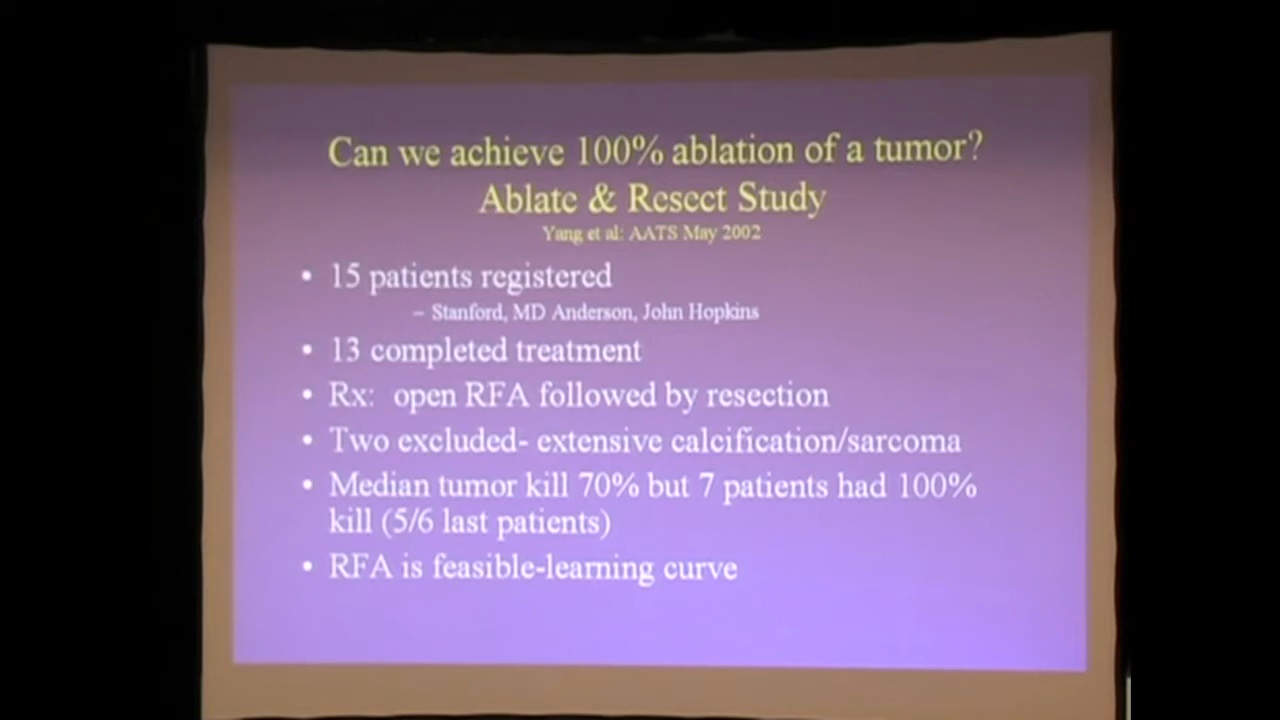 Can we achieve 100% ablation of a tumor?
Ablate & Resect Study
Yang et al: AATS May 2002
• 15 patients registered
– Stanford, MD Anderson, John Hopkins
• 13 completed treatment
• Rx: open RFA followed by resection
• Two excluded- extensive calcification/sarcoma
• Median tumor kill 70% but 7 patients had 100%
kill (5/6 last patients)
• RFA is feasible-learning curve